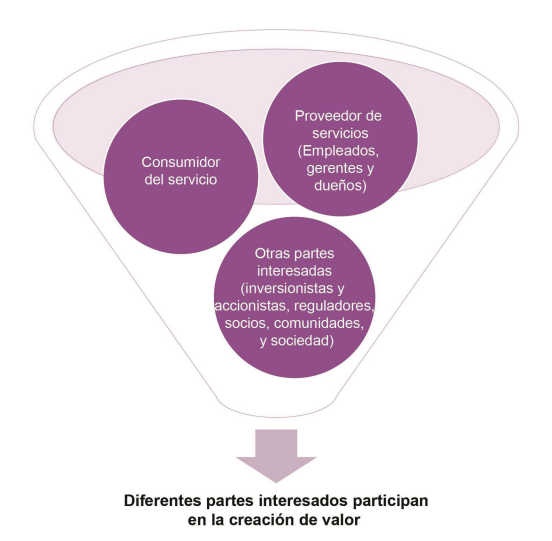 Proveedor de
servicios
(Empleados,
gerentes y
dueños)
Consumidor
del servicio
Otras partes
interesadas
(inversionistas y
accionistas, reguladores,
socios, comunidades,
y sociedad)
Diferentes partes interesados participan
en la creación de valor